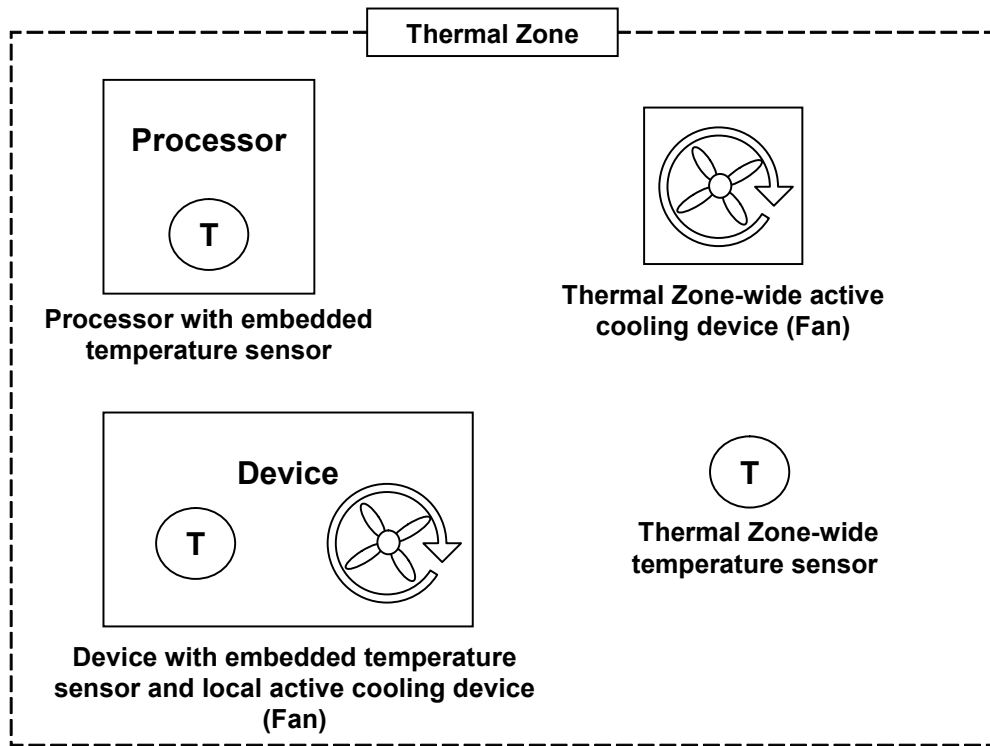 Thermal Zone
Processor
T
Processor with embedded
temperature sensor
Thermal Zone-wide active
cooling device (Fan)
Device
T
Device with embedded temperature
sensor and local active cooling device
(Fan)
T
Thermal Zone-wide
temperature sensor